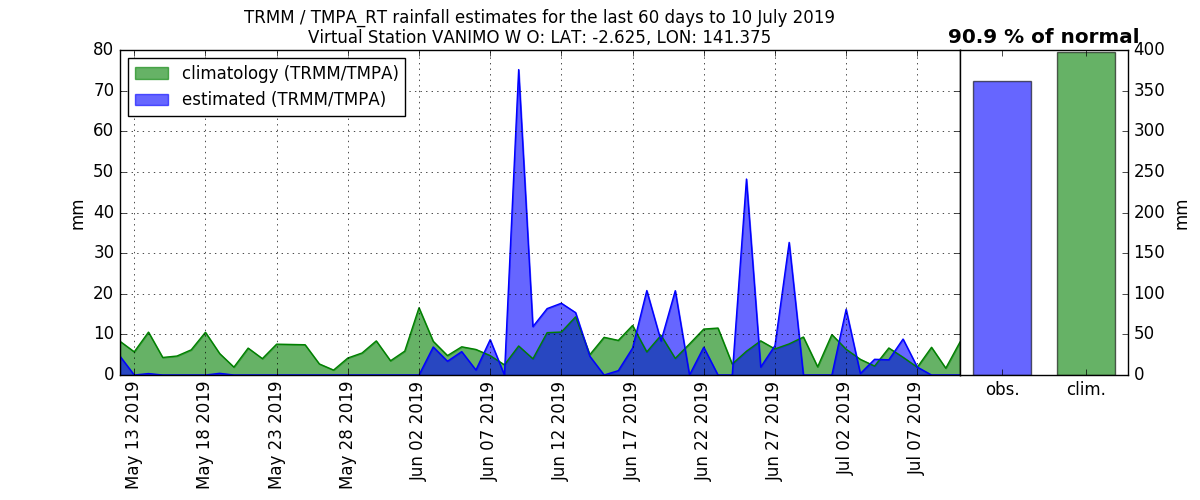 TRMM / TMPA_RT rainfall estimates for the last 60 days to 10 July 2019
Virtual Station VANIMO W O: LAT: -2.625, LON: 141.375
90.9 % of normal
climatology (TRMM/TMPA)
estimated (TRMM/TMPA)
80
70
60
50
40
30
20
10
0
mm
400
350
300
250
200
150
100
50
0
mm
May 13 2019
May 18 2019
May 23 2019
May 28 2019
Jun 02 2019
Jun 07 2019
Jun 12 2019
Jun 17 2019
Jun 22 2019
Jun 27 2019
Jul 02 2019
Jul 07 2019
obs.
clim.